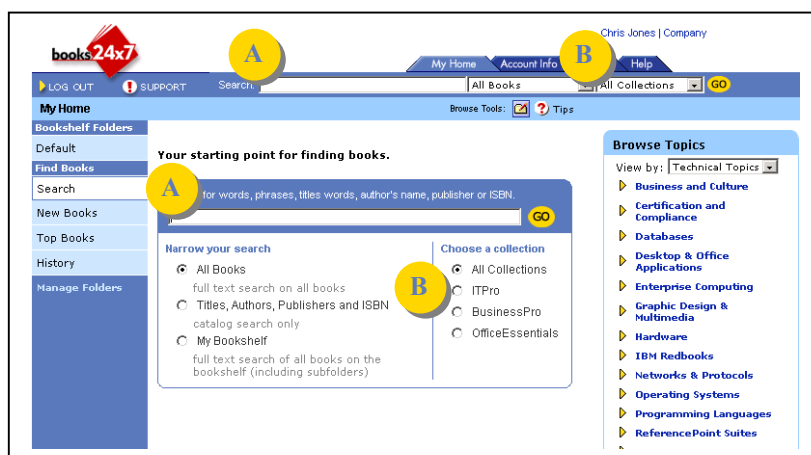 Chris Jones | Company
books24x7
A
B
My Home Account Info Help
LOG OUT ! SUPPORT Search: All Books All Collections GO
My Home Browse Tools: ? Tips
Bookshelf Folders
Default
Find Books
Search
New Books
Top Books
History
Manage Folders
Your starting point for finding books.
A
for words, phrases, titles words, author's name, publisher or ISBN.
GO
Narrow your search
All Books
full text search on all books
Titles, Authors, Publishers and ISBN
catalog search only
My Bookshelf
full text search of all books on the
bookshelf (including subfolders)
B
Choose a collection
All Collections
ITPro
BusinessPro
OfficeEssentials
Browse Topics
View by: Technical Topics
Business and Culture
Certification and
Compliance
Databases
Desktop & Office
Applications
Enterprise Computing
Graphic Design &
Multimedia
Hardware
IBM Redbooks
Networks & Protocols
Operating Systems
Programming Languages
ReferencePoint Suites